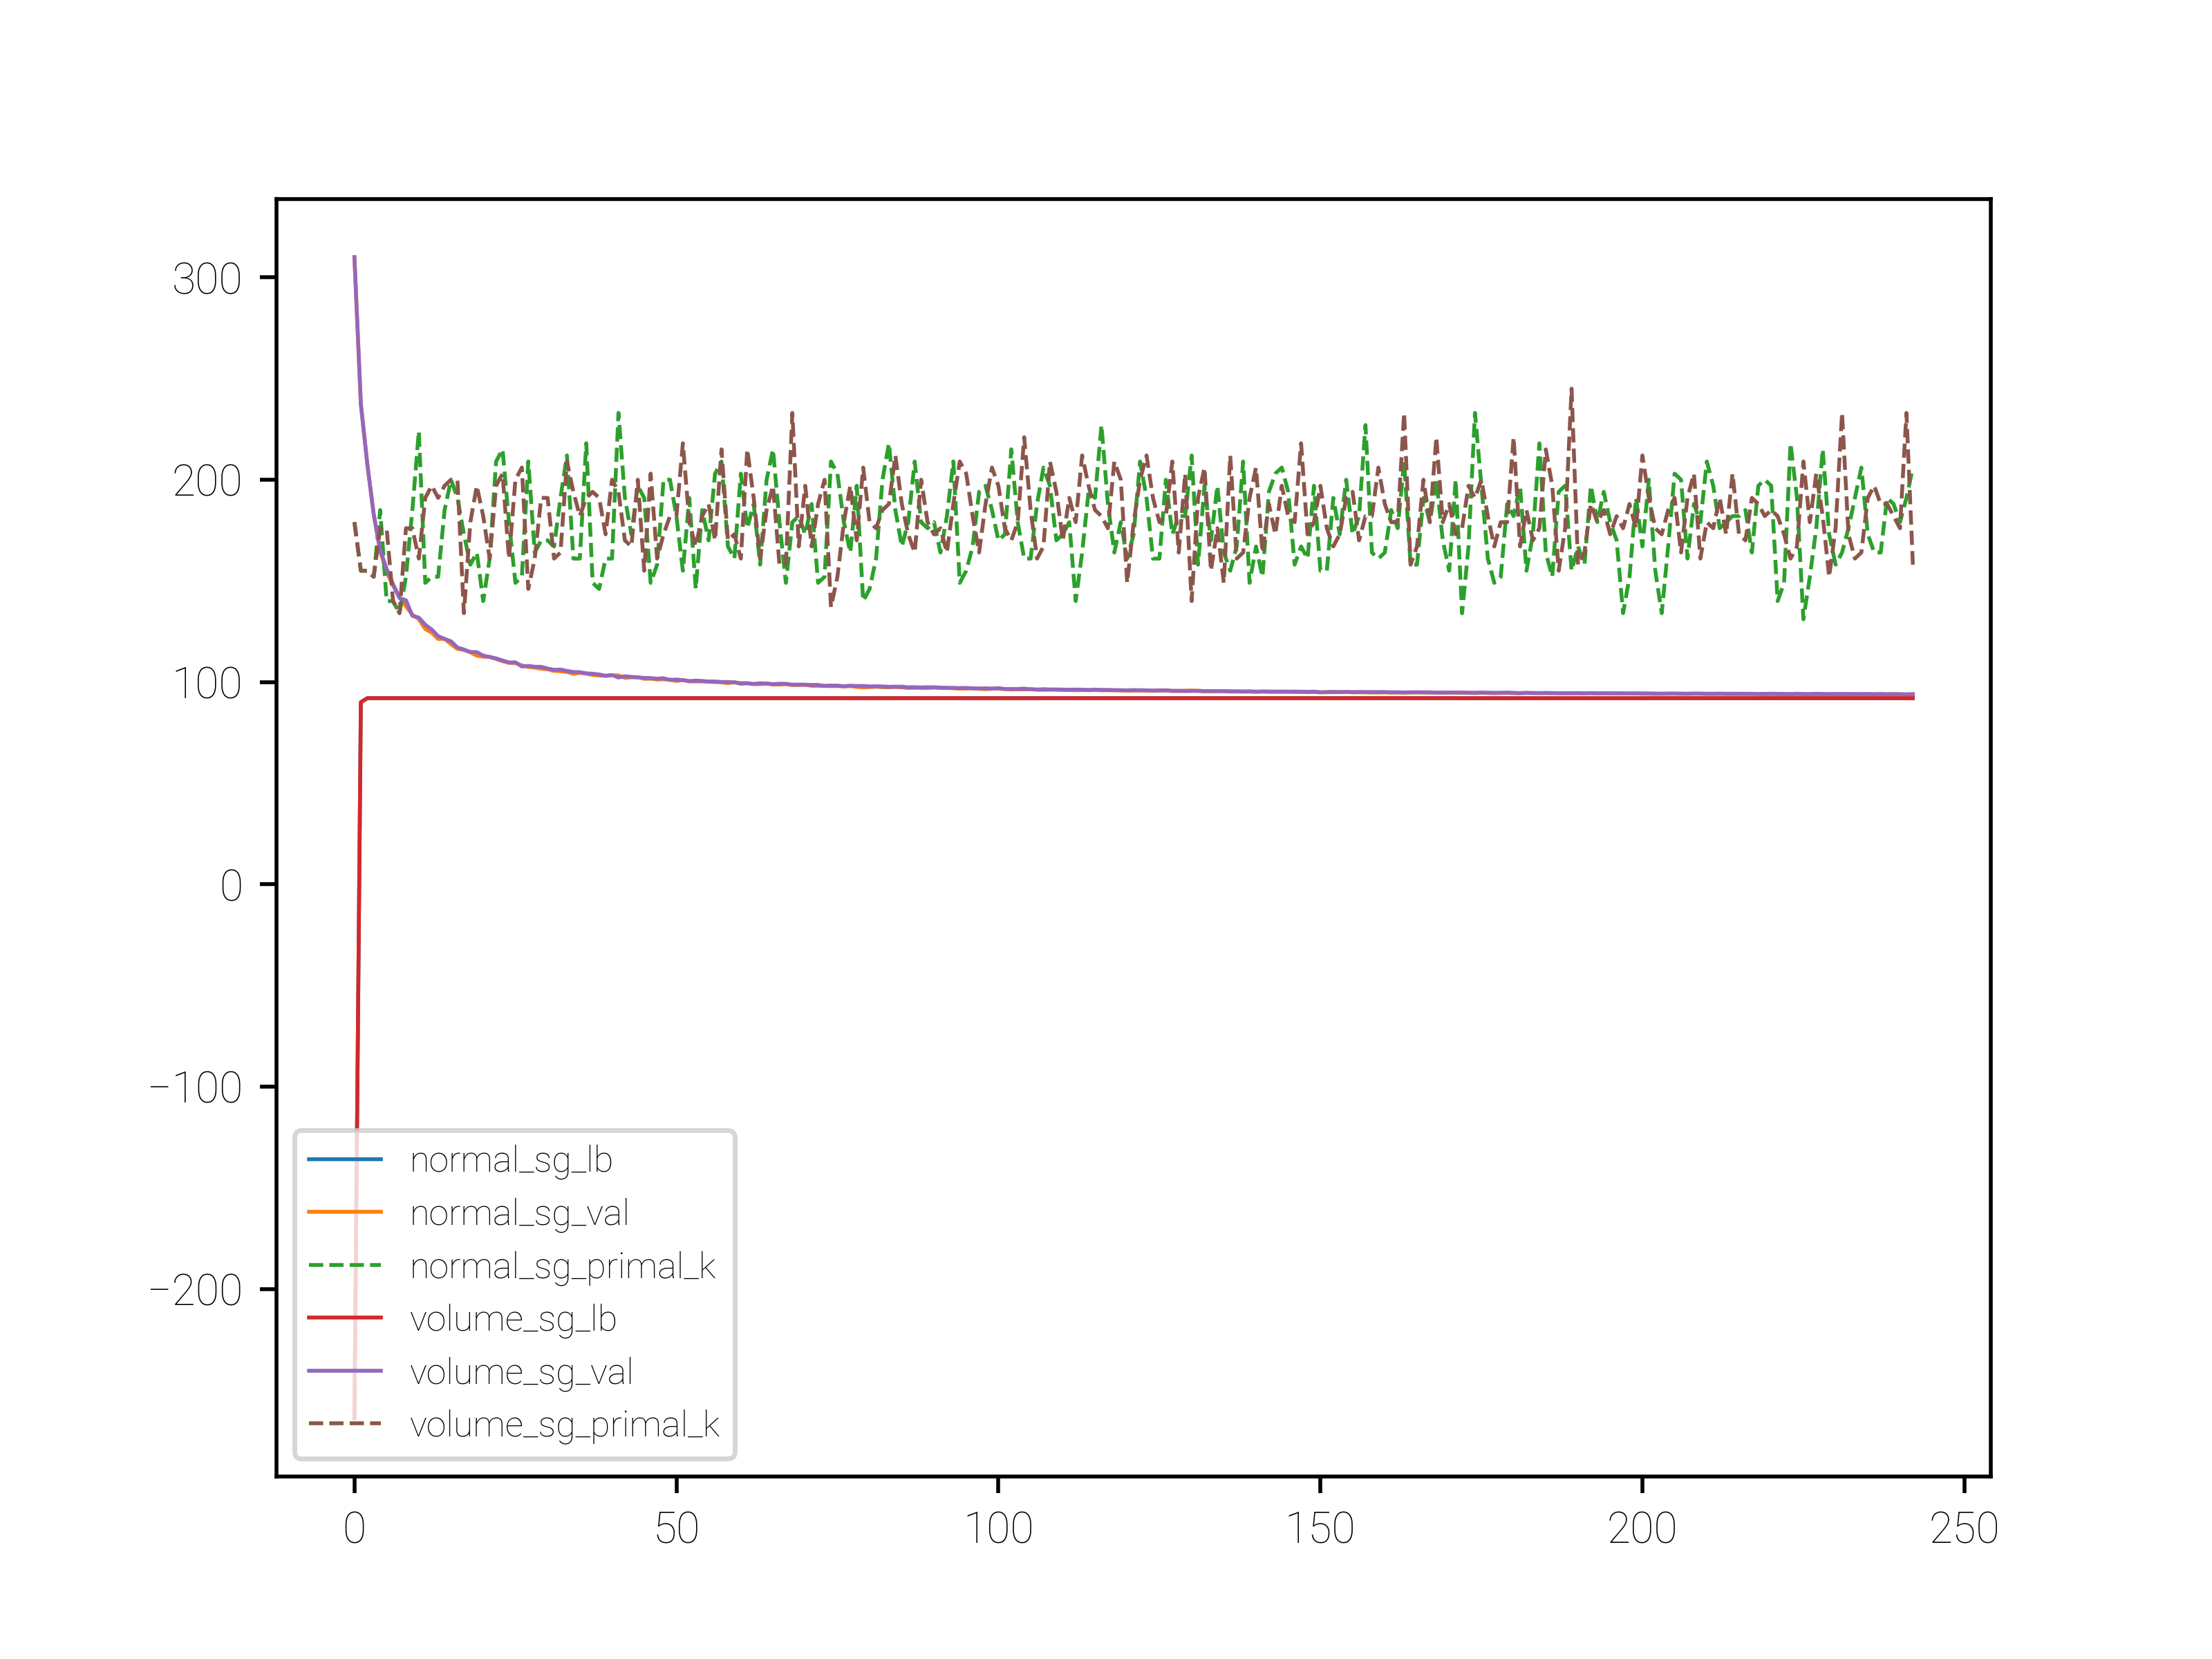 300
200
100
0
−100
−200
normal_sg_lb
normal_sg_val
normal_sg_primal_k
volume_sg_lb
volume_sg_val
volume_sg_primal_k
0 50 100 150 200 250